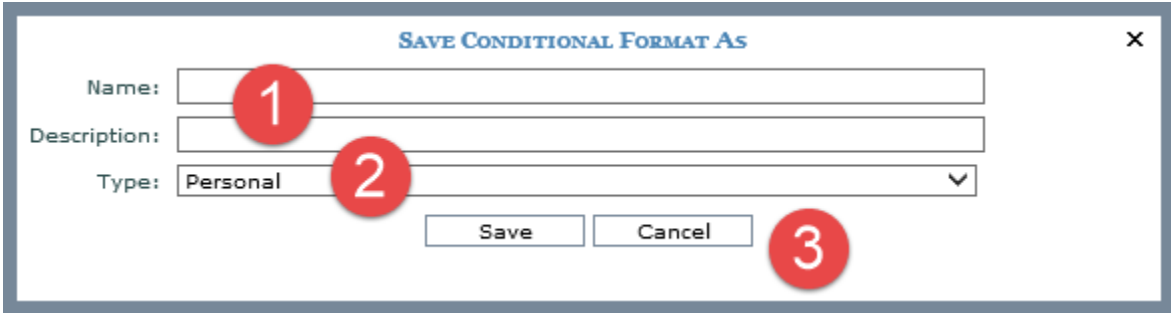 Save Conditional Format As ×
Name:
1
Description:
Type: Personal 2
Save Cancel 3